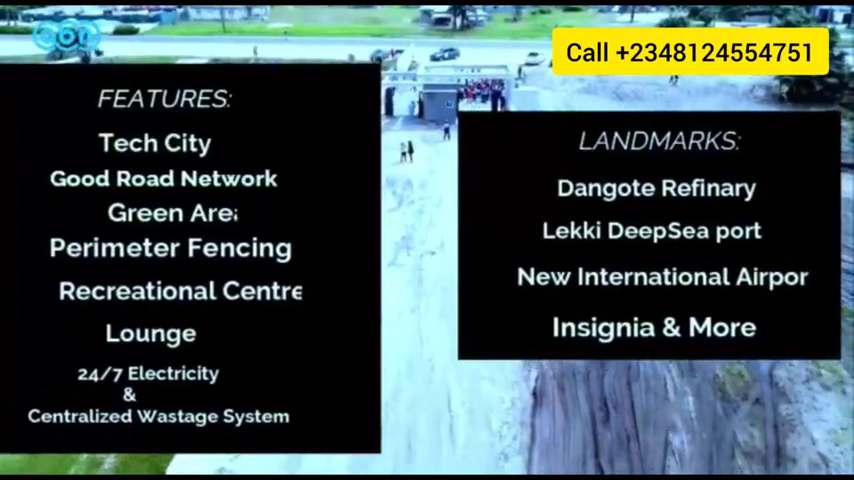 Call +2348124554751
FEATURES:
Tech City
Good Road Network
Green Are
Perimeter Fencing
Recreational Centre
Lounge
24/7 Electricity
&
Centralized Wastage System
LANDMARKS:
Dangote Refinary
Lekki DeepSea port
New International Airpor
Insignia & More